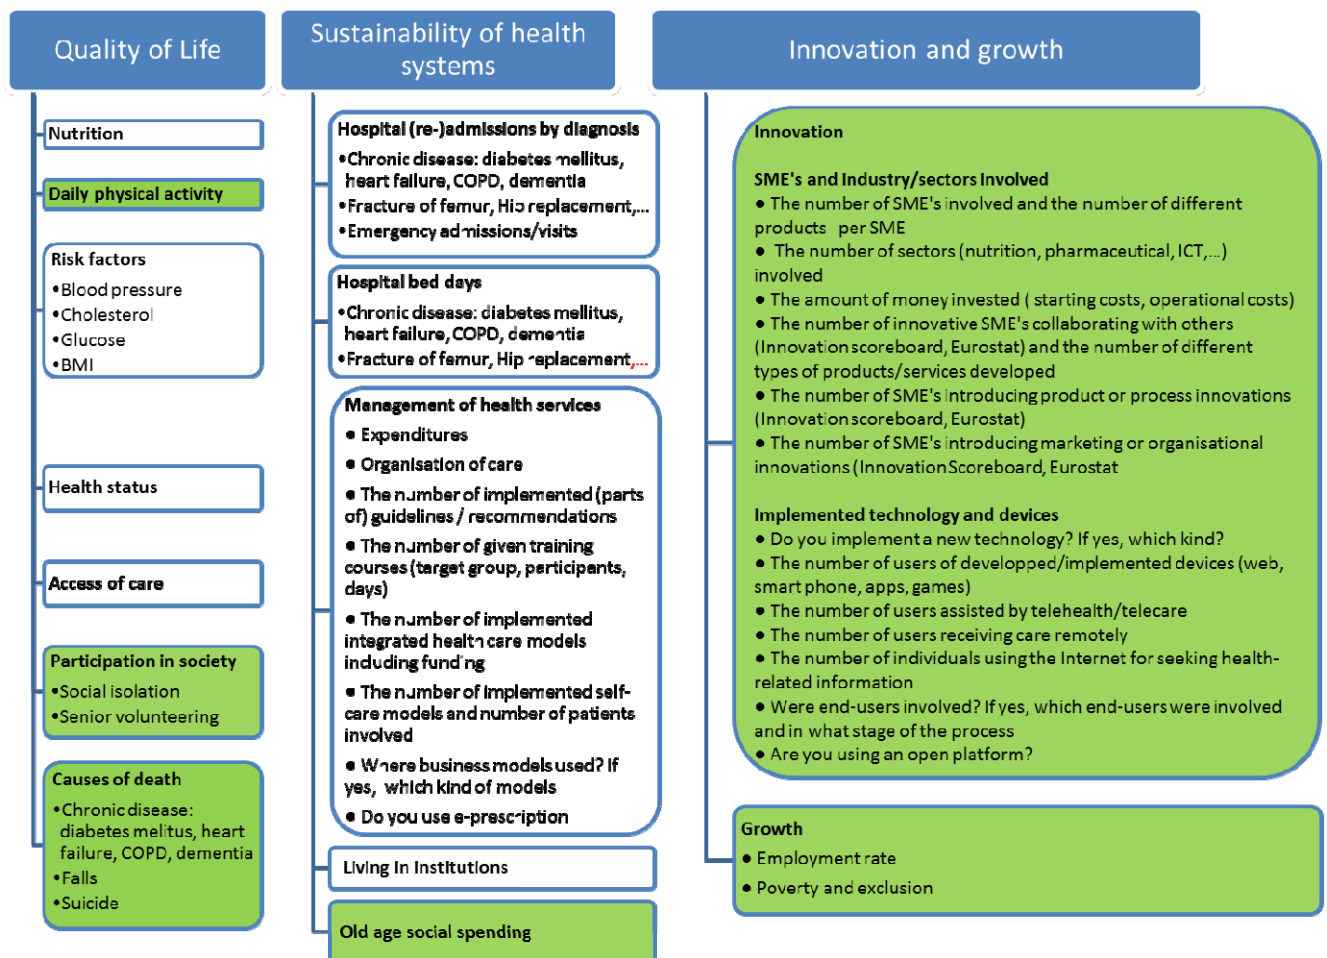 Quality of Life
Nutrition
Daily physical activity
Risk factors
•Blood pressure
•Cholesterol
•Glucose
•BMI
Health status
Access of care
Participation in society
•Social isolation
•Senior volunteering
Causes of death
•Chronic disease:
diabetes melitus, heart
failure, COPD, dementia
•Falls
•Suicide
Sustainability of health
systems
Hospital (re-)admissions by diagnosis
•Chronic disease: diabetes mellitus,
heart failure, COPD, dementia
•Fracture of femur, Hip replacement,...
•Emergency admissions/visits
Hospital bed days
•Chronic disease: diabetes mellitus,
heart failure, COPD, dementia
•Fracture of femur, Hip replacement,...
Management of health services
● Expenditures
● Organisation of care
● The number of implemented (parts
of) guidelines / recommendations
● The number of given training
courses (target group, participants,
days)
● The number of implemented
integrated health care models
including funding
● The number of implemented self-
care models and number of patients
involved
● Where business models used? If
yes, which kind of models
● Do you use e-prescription
Living in institutions
Old age social spending
Innovation and growth
Innovation
SME's and Industry/sectors Involved
● The number of SME's involved and the number of different
products per SME
● The number of sectors (nutrition, pharmaceutical, ICT,...)
involved
● The amount of money invested ( starting costs, operational costs)
● The number of innovative SME's collaborating with others
(Innovation scoreboard, Eurostat) and the number of different
types of products/services developed
● The number of SME's introducing product or process innovations
(Innovation scoreboard, Eurostat)
● The number of SME's introducing marketing or organisational
innovations (Innovation Scoreboard, Eurostat
Implemented technology and devices
● Do you implement a new technology? If yes, which kind?
● The number of users of developped/implemented devices (web,
smart phone, apps, games)
● The number of users assisted by telehealth/telecare
● The number of users receiving care remotely
● The number of individuals using the Internet for seeking health-
related information
● Were end-users involved? If yes, which end-users were involved
and in what stage of the process
● Are you using an open platform?
Growth
● Employment rate
● Poverty and exclusion